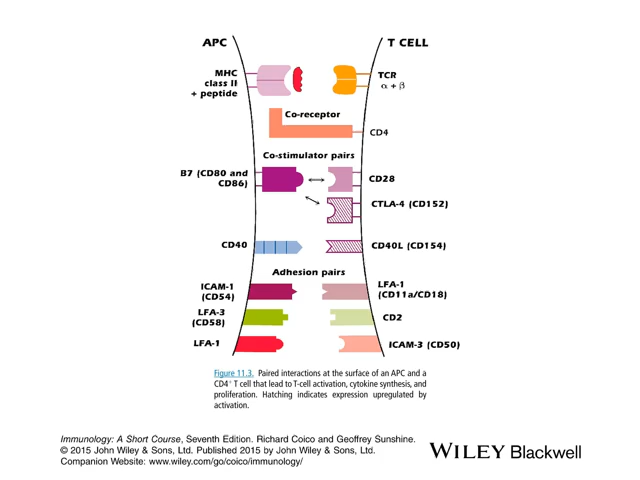 APC
T CELL
MHC
class II
+ peptide
TCR
α + β
Co-receptor
CD4
Co-stimulator pairs
B7 (CD80 and
CD86)
CD28
CTLA-4 (CD152)
CD40
CD40L (CD154)
Adhesion pairs
ICAM-1
(CD54)
LFA-1
(CD11a/CD18)
LFA-3
(CD58)
CD2
LFA-1
ICAM-3 (CD50)
Figure 11.3. Paired interactions at the surface of an APC and a
CD4⁺ T cell that lead to T-cell activation, cytokine synthesis, and
proliferation. Hatching indicates expression upregulated by
activation.
Immunology: A Short Course, Seventh Edition. Richard Coico and Geoffrey Sunshine.
© 2015 John Wiley & Sons, Ltd. Published 2015 by John Wiley & Sons, Ltd.
Companion Website: www.wiley.com/go/coico/immunology/
WILEY Blackwell